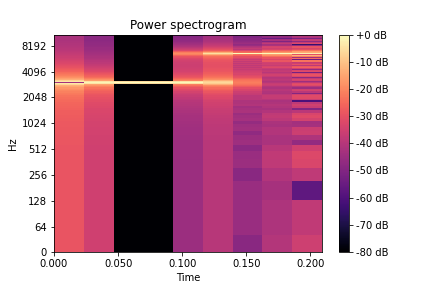 Power spectrogram
8192
4096
2048
1024
512
256
128
64
0
Hz
0.000 0.050 0.100 0.150 0.200
Time
+0 dB
-10 dB
-20 dB
-30 dB
-40 dB
-50 dB
-60 dB
-70 dB
-80 dB